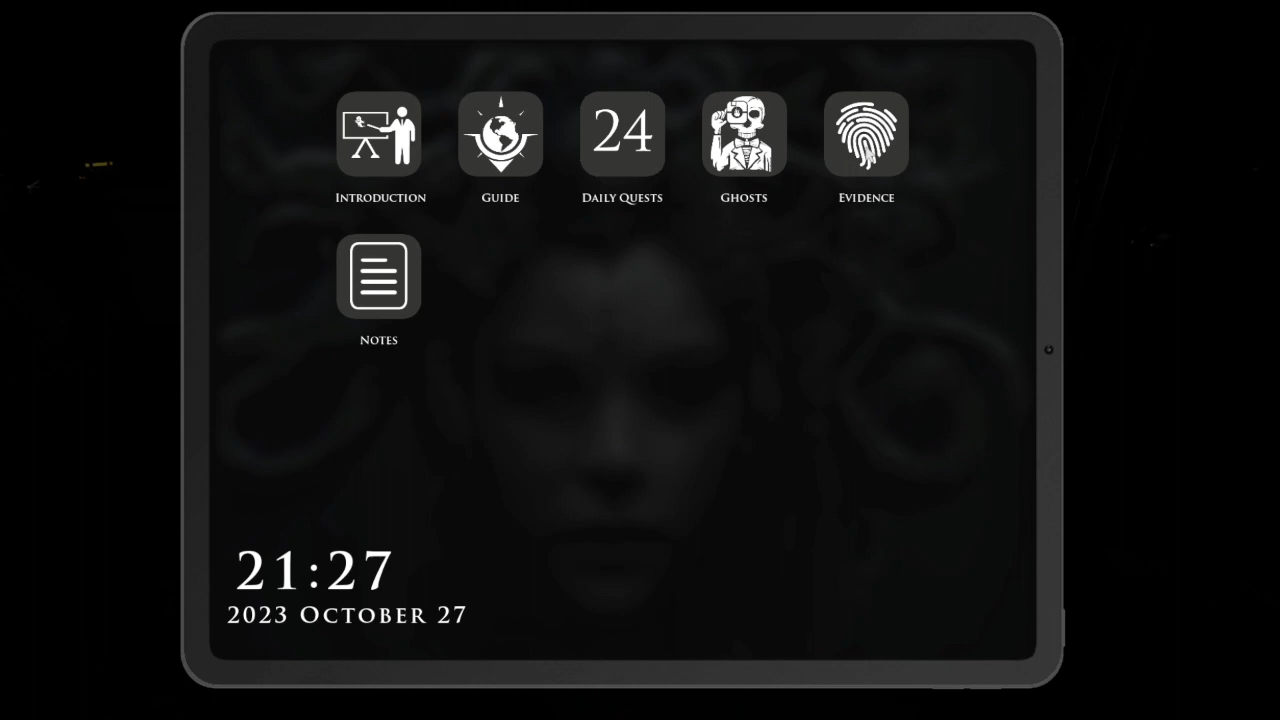 24
Introduction
Guide
Daily Quests
Ghosts
Evidence
Notes
21:27
2023 October 27